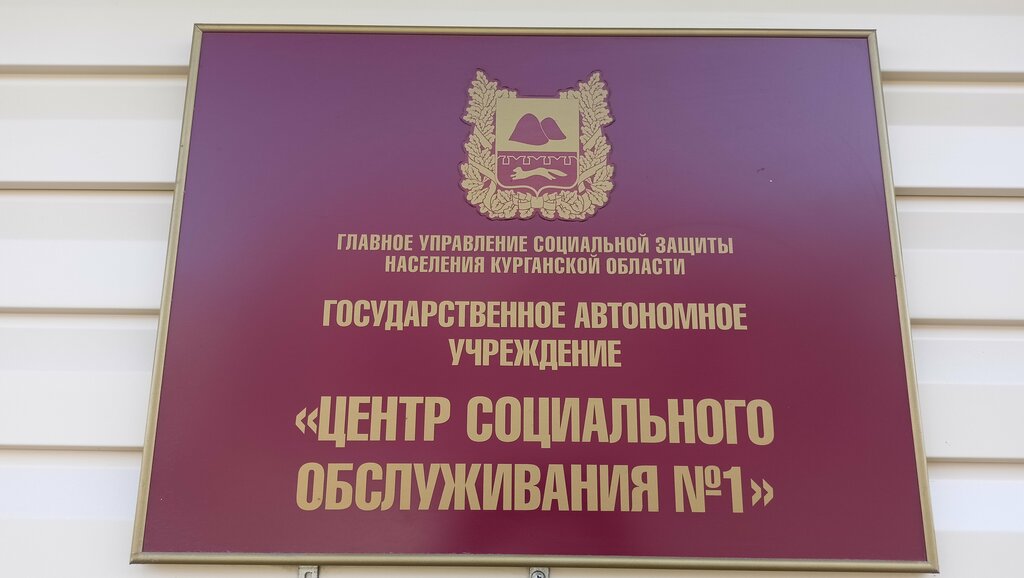 ГЛАВНОЕ УПРАВЛЕНИЕ СОЦИАЛЬНОЙ ЗАЩИТЫ
НАСЕЛЕНИЯ КУРГАНСКОЙ ОБЛАСТИ
ГОСУДАРСТВЕННОЕ АВТОНОМНОЕ
УЧРЕЖДЕНИЕ
«ЦЕНТР СОЦИАЛЬНОГО
ОБСЛУЖИВАНИЯ №1»